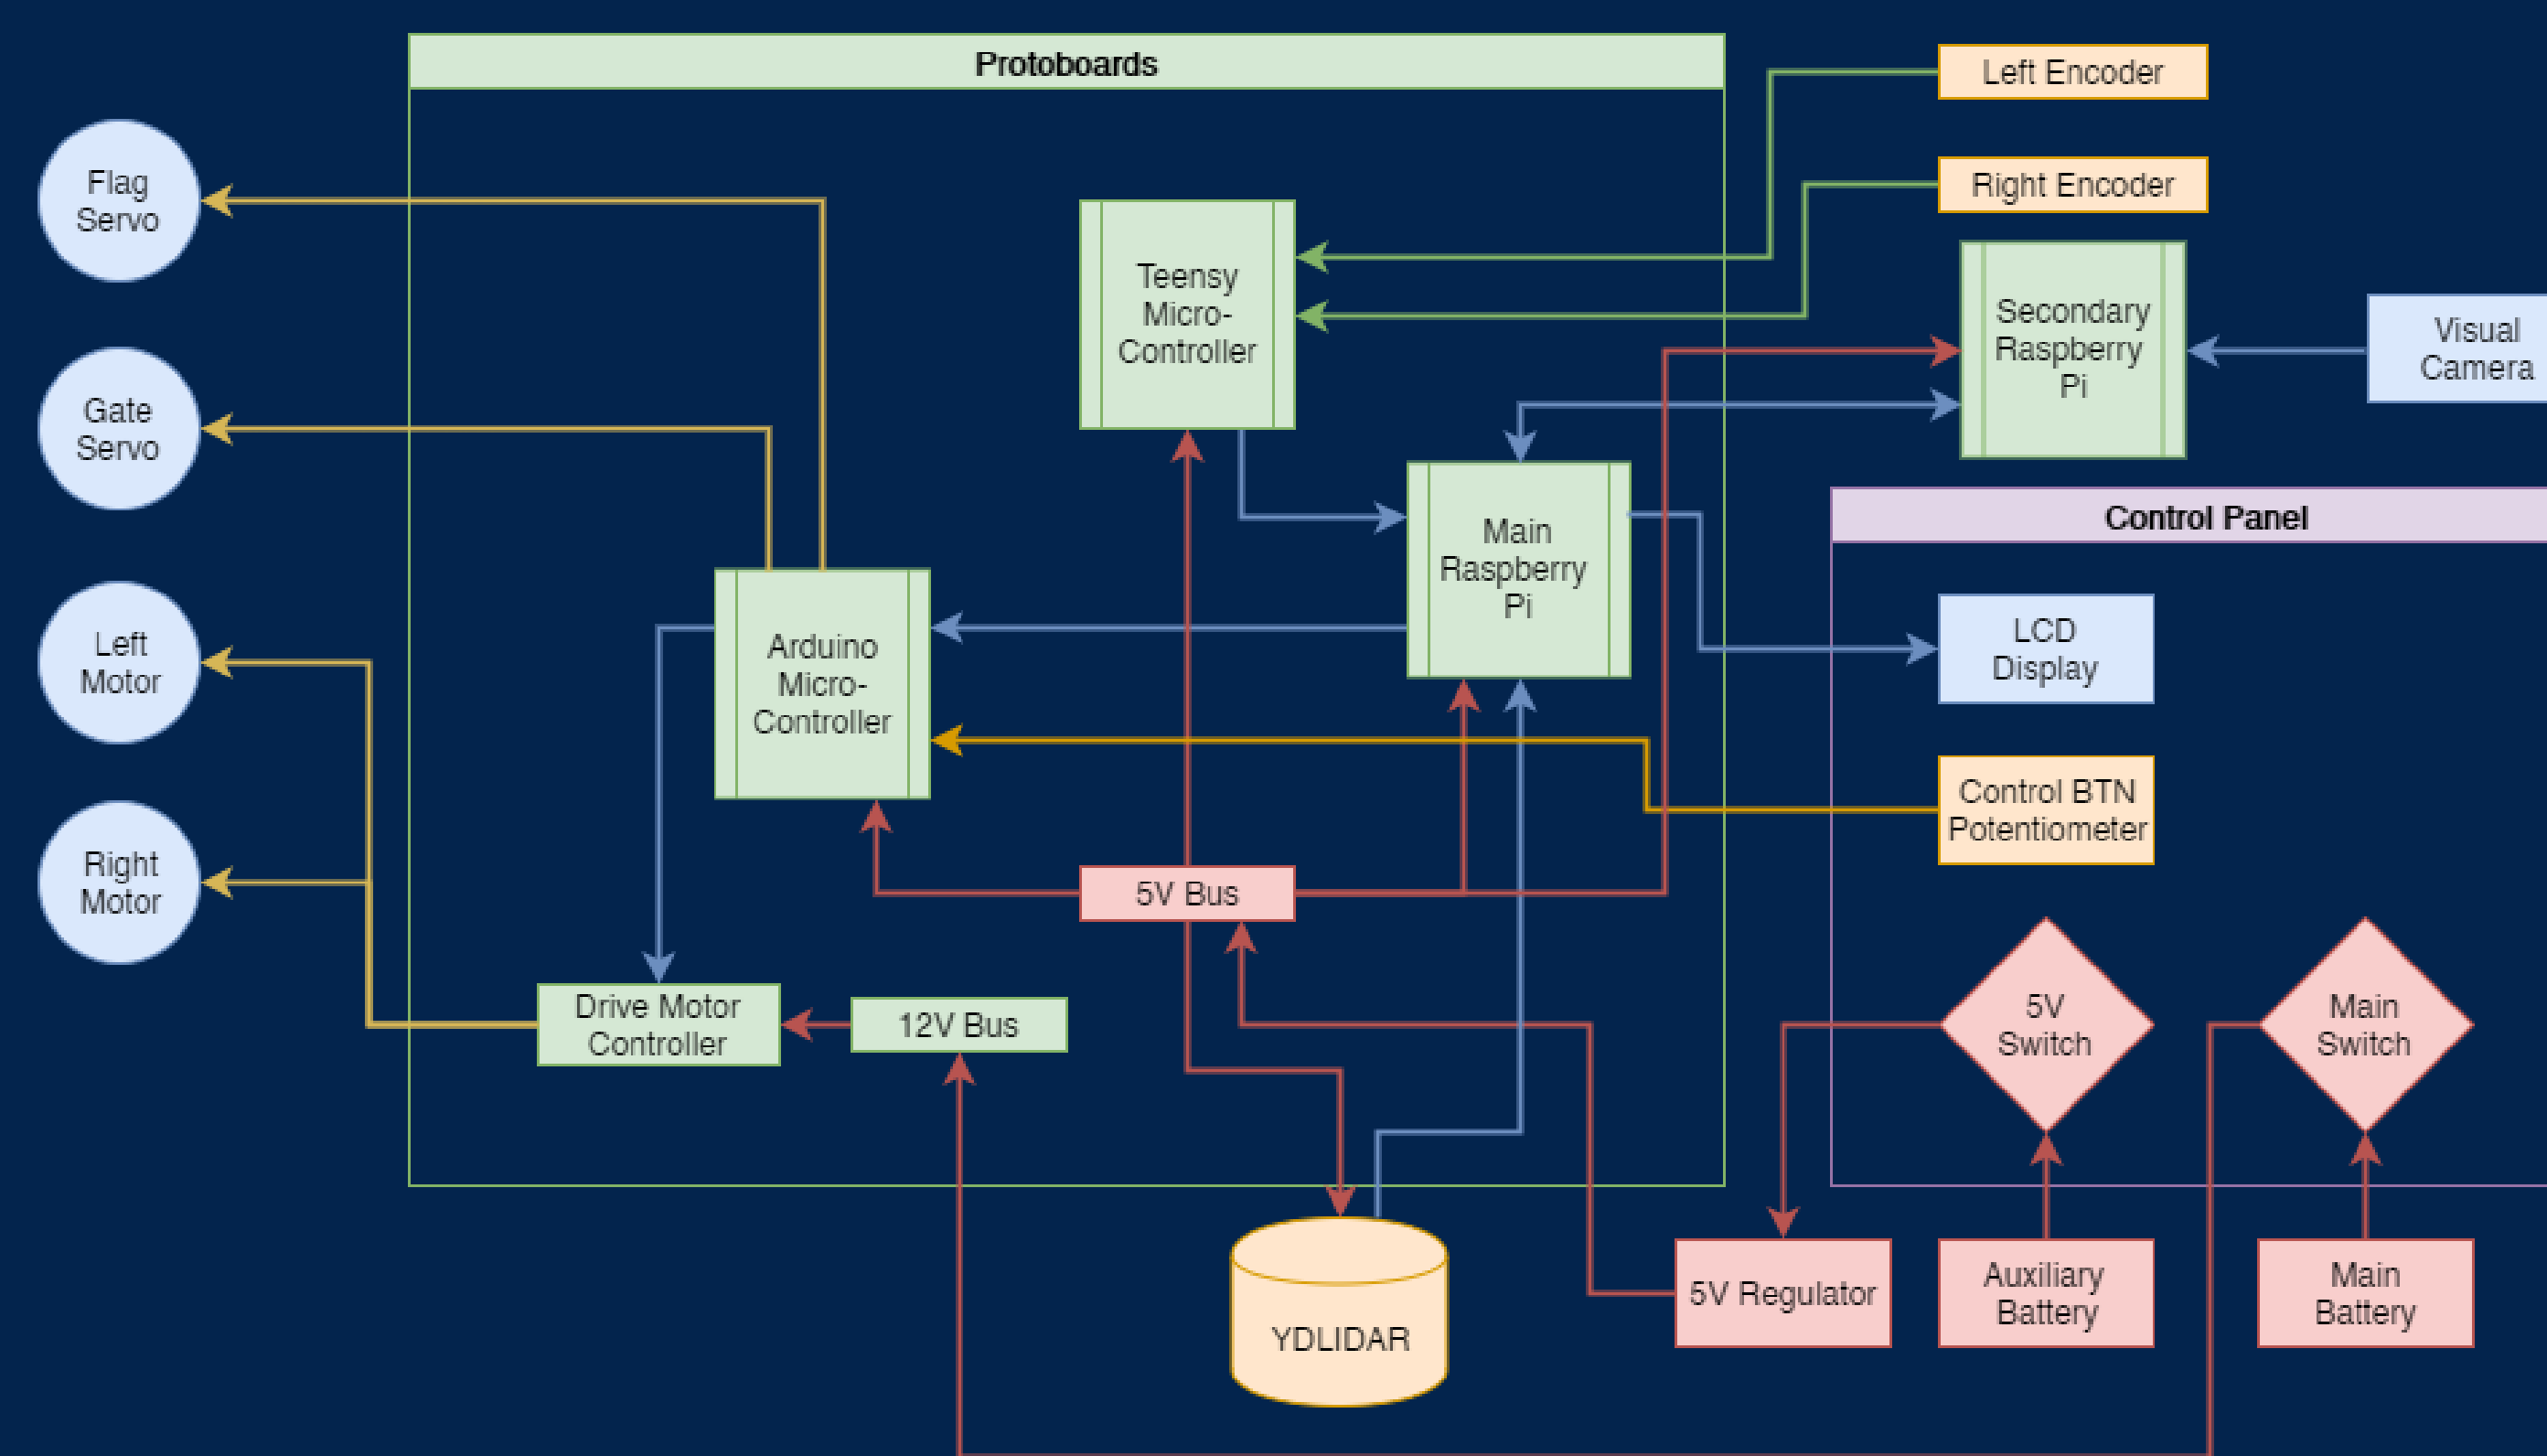 Protoboards
Left Encoder
Right Encoder
Flag
Servo
Teensy
Micro-
Controller
Secondary
Raspberry
Pi
Visual
Camera
Gate
Servo
Main
Raspberry
Pi
Control Panel
Left
Motor
Arduino
Micro-
Controller
LCD
Display
Control BTN
Potentiometer
Right
Motor
5V Bus
Drive Motor
Controller
12V Bus
5V
Switch
Main
Switch
YDLIDAR
5V Regulator
Auxiliary
Battery
Main
Battery